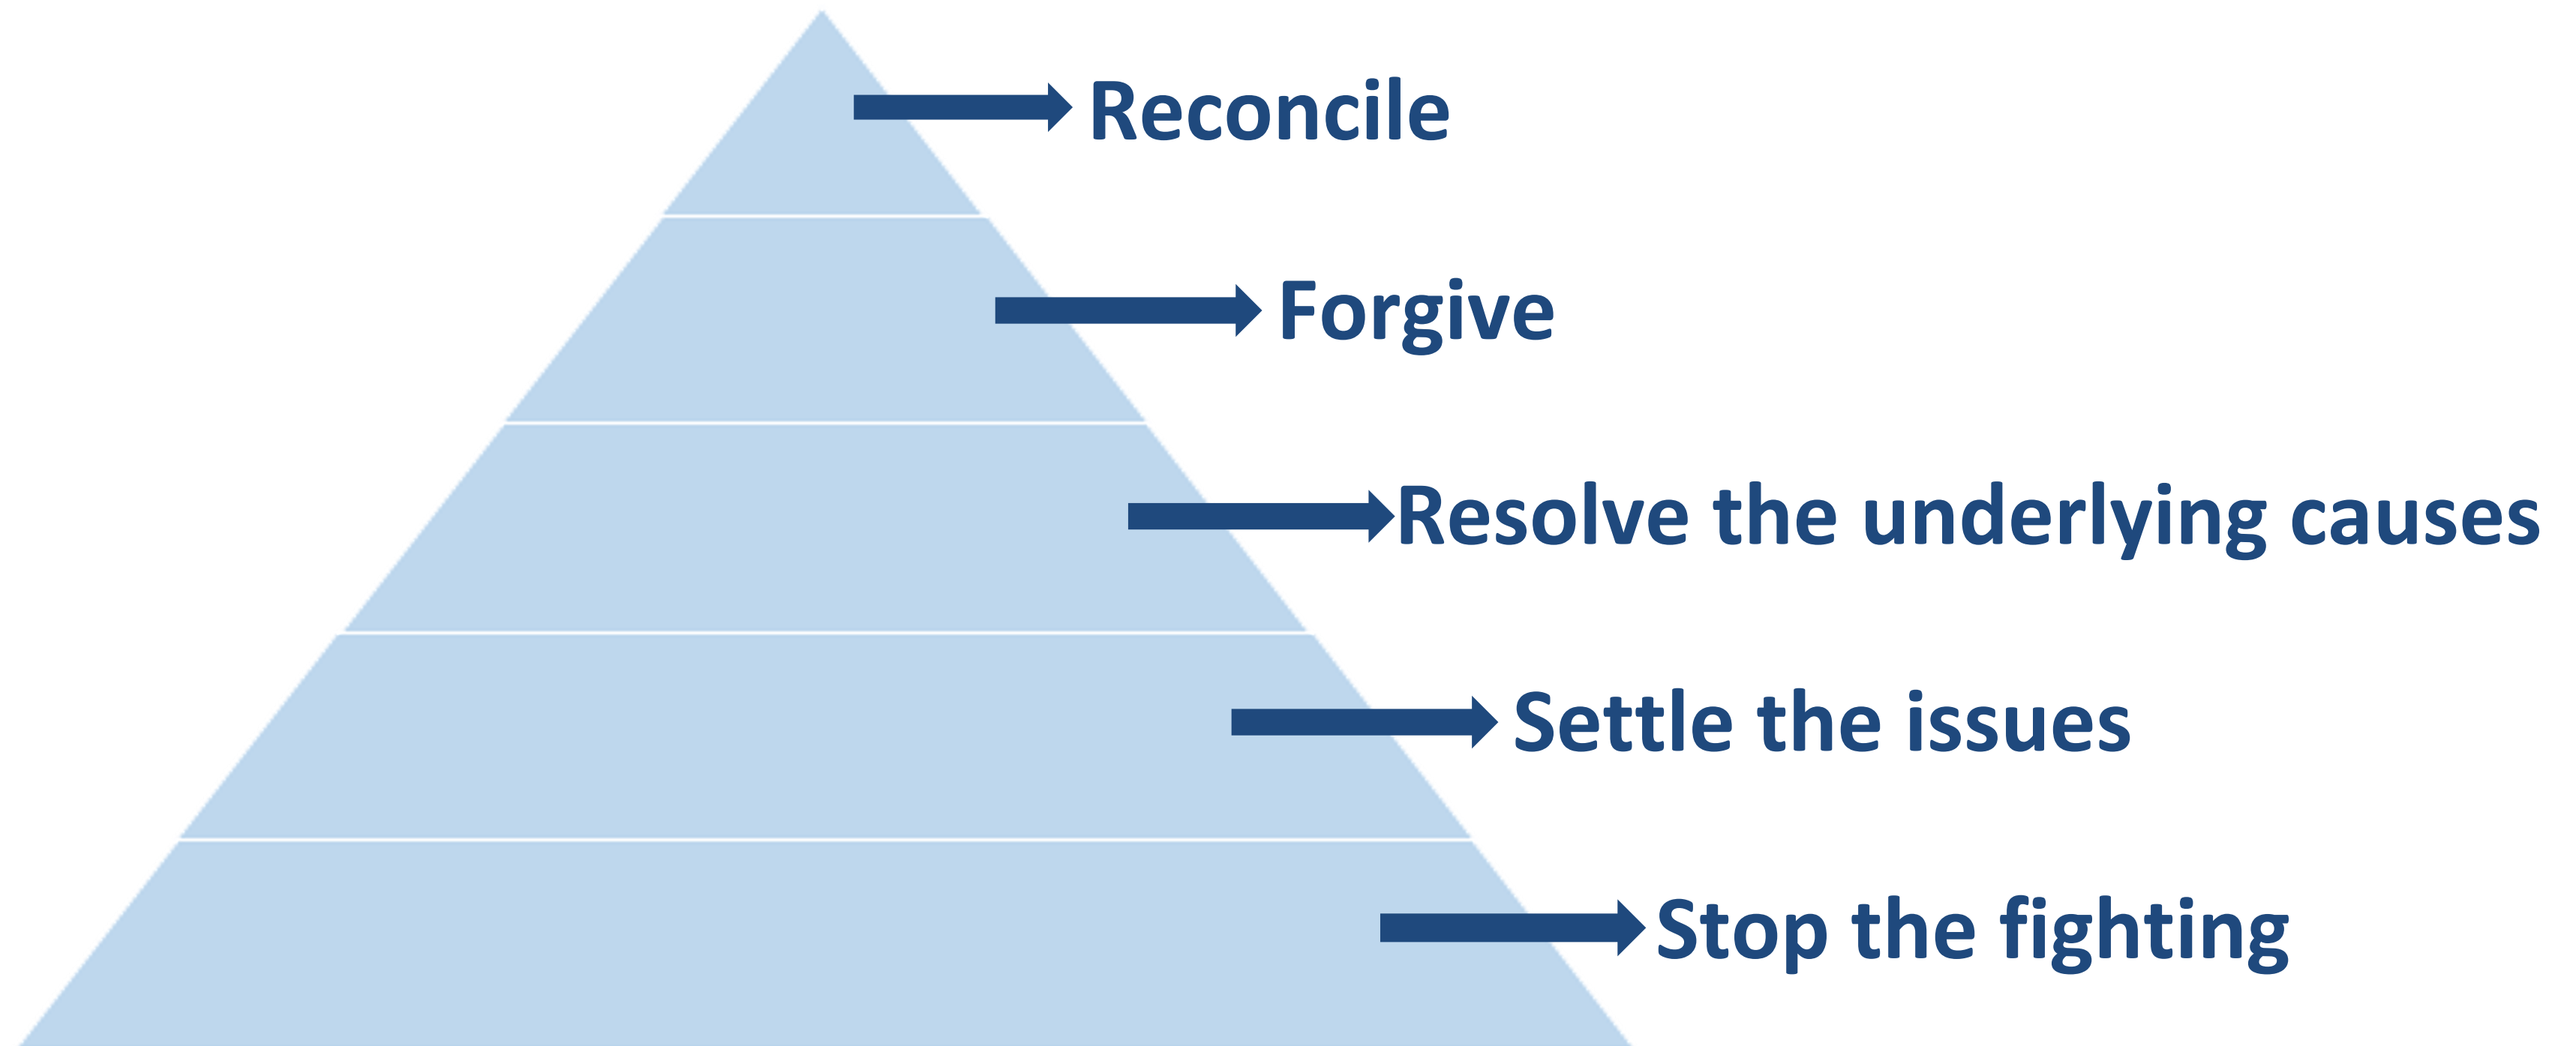 Reconcile
Forgive
Resolve the underlying causes
Settle the issues
Stop the fighting